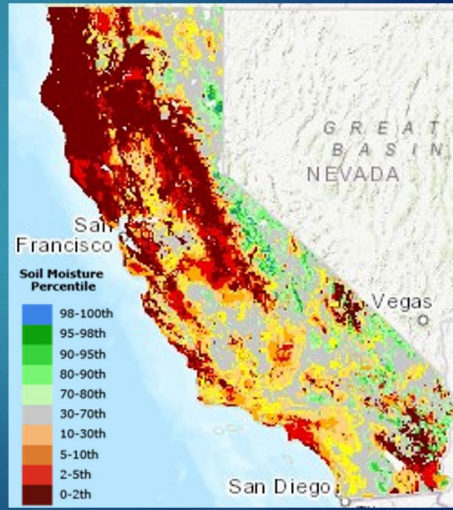 GREAT
BASIN
NEVADA
San
Francisco
Soil Moisture
Percentile
98-100th
95-98th
90-95th
80-90th
70-80th
30-70th
10-30th
5-10th
2-5th
0-2th
Vegas
San Diego